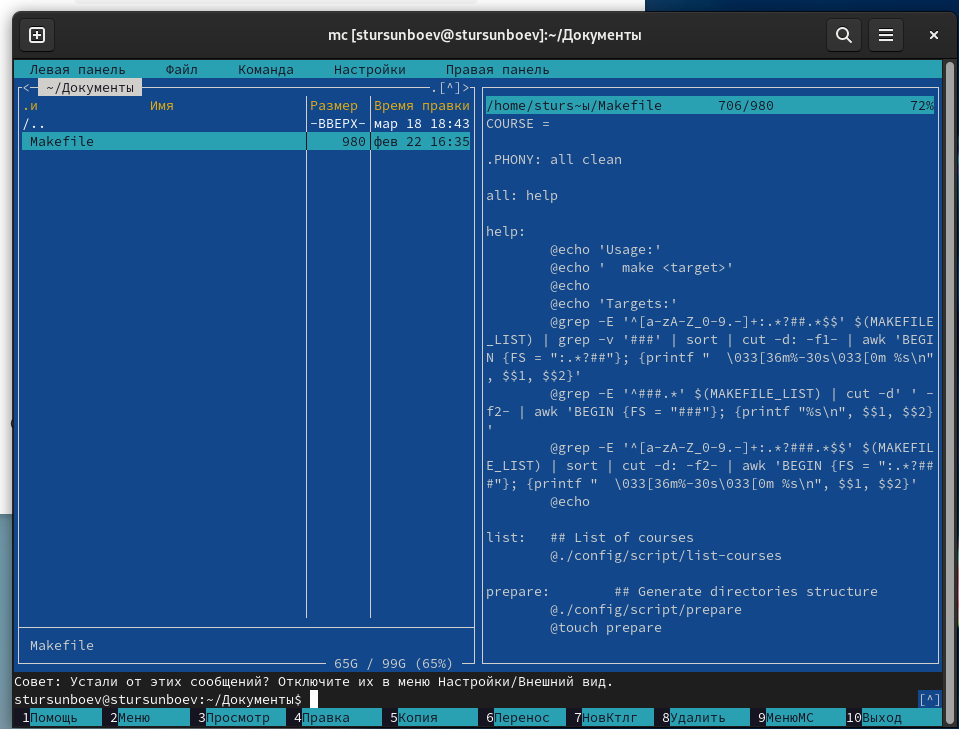 mc [stursunboev@stursunboev]:~/Документы
Левая панель Файл Команда Настройки Правая панель
<─ ~/Документы .[^]>
.и Имя Размер Время правки
/.. -ВВЕРХ- мар 18 18:43
Makefile 980 фев 22 16:35
Makefile
65G / 99G (65%)
/home/sturs~ы/Makefile 706/980 72%
COURSE =
.PHONY: all clean
all: help
help:
@echo 'Usage:'
@echo '  make <target>'
@echo
@echo 'Targets:'
@grep -E '^[a-zA-Z_0-9.-]+:.*?##.*$$' $(MAKEFILE
_LIST) | grep -v '###' | sort | cut -d: -f1- | awk 'BEGI
N {FS = ":.*?##"}; {printf "  \033[36m%-30s\033[0m %s\n"
, $$1, $$2}'
@grep -E '^###.*' $(MAKEFILE_LIST) | cut -d' ' -
f2- | awk 'BEGIN {FS = "###"}; {printf "%s\n", $$1, $$2}
'
@grep -E '^[a-zA-Z_0-9.-]+:.*?###.*$$' $(MAKEFIL
E_LIST) | sort | cut -d: -f2- | awk 'BEGIN {FS = ":.*?##
#"}; {printf "  \033[36m%-30s\033[0m %s\n", $$1, $$2}'
@echo
list:   ## List of courses
@./config/script/list-courses
prepare:        ## Generate directories structure
@./config/script/prepare
@touch prepare
Совет: Устали от этих сообщений? Отключите их в меню Настройки/Внешний вид.
stursunboev@stursunboev:~/Документы$ [^]
1Помощь 2Меню 3Просмотр 4Правка 5Копия 6Перенос 7НовКтлг 8Удалить 9МенюMC 10Выход